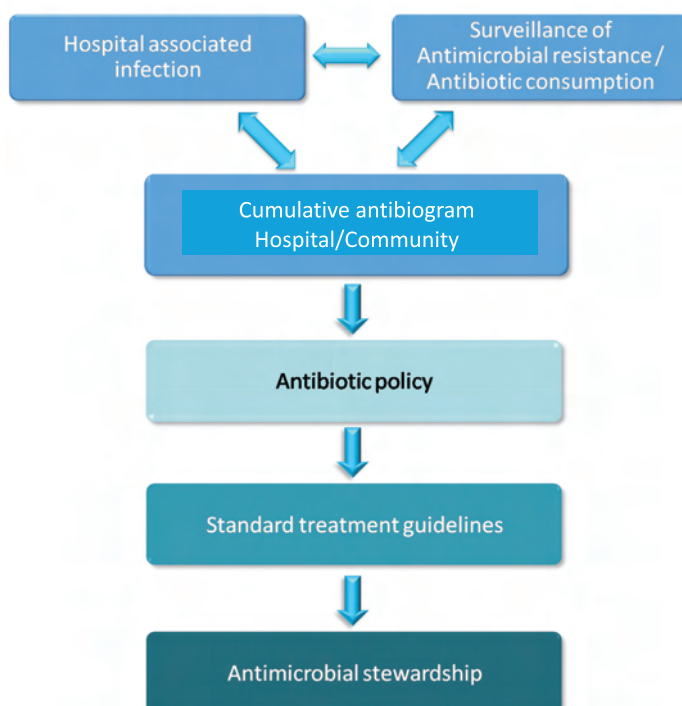 Hospital associated
infection
Surveillance of
Antimicrobial resistance /
Antibiotic consumption
Cumulative antibiogram
Hospital/Community
Antibiotic policy
Standard treatment guidelines
Antimicrobial stewardship